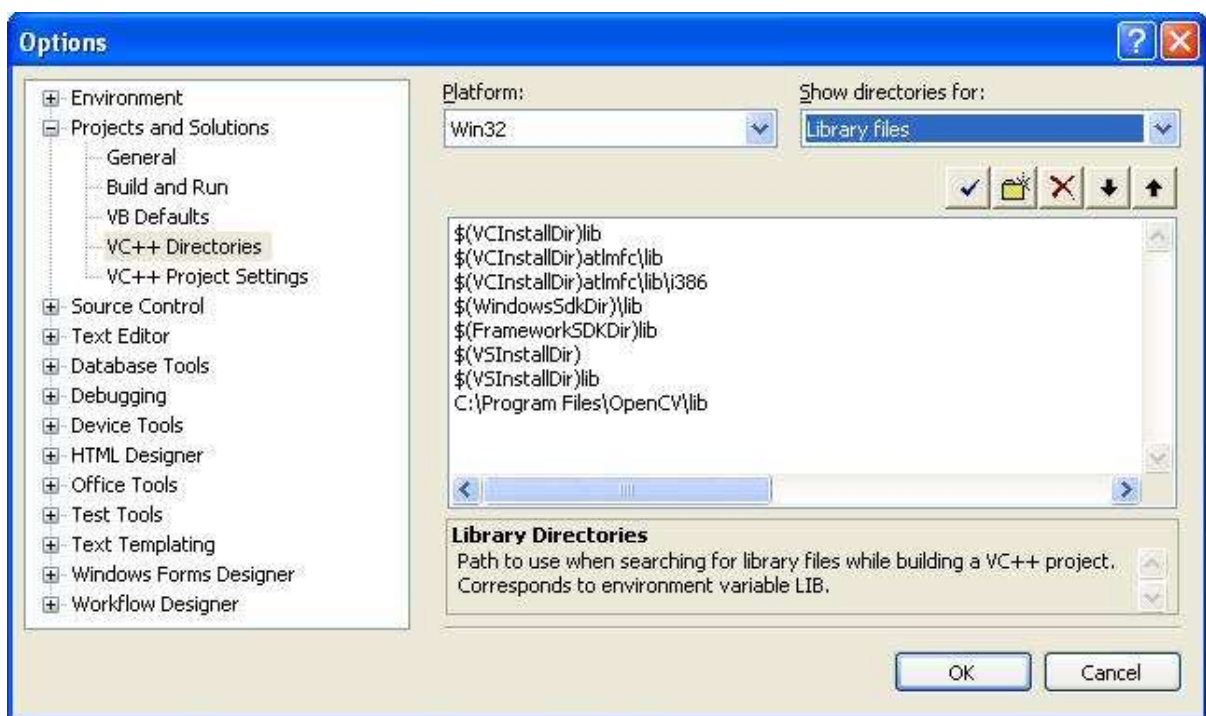 Options
Environment
Projects and Solutions
General
Build and Run
VB Defaults
VC++ Directories
VC++ Project Settings
Source Control
Text Editor
Database Tools
Debugging
Device Tools
HTML Designer
Office Tools
Test Tools
Text Templating
Windows Forms Designer
Workflow Designer
Platform:
Win32
Show directories for:
Library files
$(VCInstallDir)lib
$(VCInstallDir)atlmfc\lib
$(VCInstallDir)atlmfc\lib\i386
$(WindowsSdkDir)\lib
$(FrameworkSDKDir)lib
$(VSInstallDir)
$(VSInstallDir)lib
C:\Program Files\OpenCV\lib
Library Directories
Path to use when searching for library files while building a VC++ project.
Corresponds to environment variable LIB.
OK
Cancel